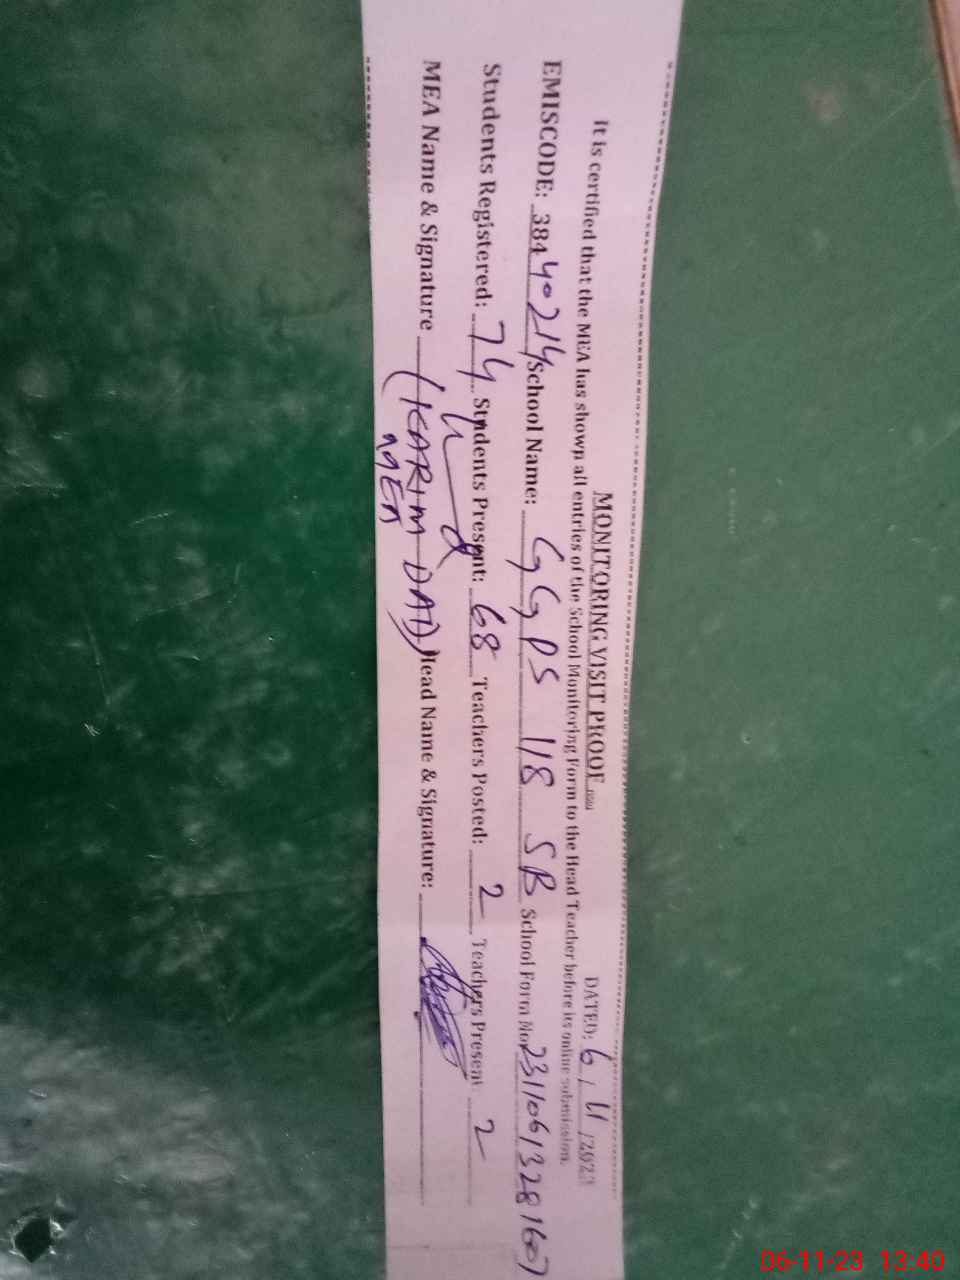 MONITORING VISIT PROOF DATED: 6/11/2023
It is certified that the MEA has shown all entries of the School Monitoring Form to the Head Teacher before its online submission.
EMISCODE: 38440214 School Name: GGPS 118 SB School Form No. 23110613281607
Students Registered: 74 Students Present: 68 Teachers Posted: 2 Teachers Present: 2
MEA Name & Signature (KARIM DAD) Head Name & Signature:
MEA
06-11-23 13:40